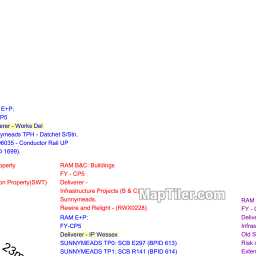 E+P:
P5
erer - Works Del
nymeads TPH - Datchet S/Stn.
06035 - Conductor Rail UP
D 1699).
operty
on Property(SWT)
RAM B&C: Buildings
FY - CP5
Deliverer -
Infrastructure Projects (B & C)
Sunnymeads
Rewire and Relight - (RWX0228).
RAM E+P:
FY-CP5
Deliverer - IP Wessex
SUNNYMEADS TP0: SCB E297 (BPID 613)
SUNNYMEADS TP1: SCB R141 (BPID 614)
MapTiler.com
RAM
FY - 
Delive
Infras
Old S
Risk 
Exten
23m